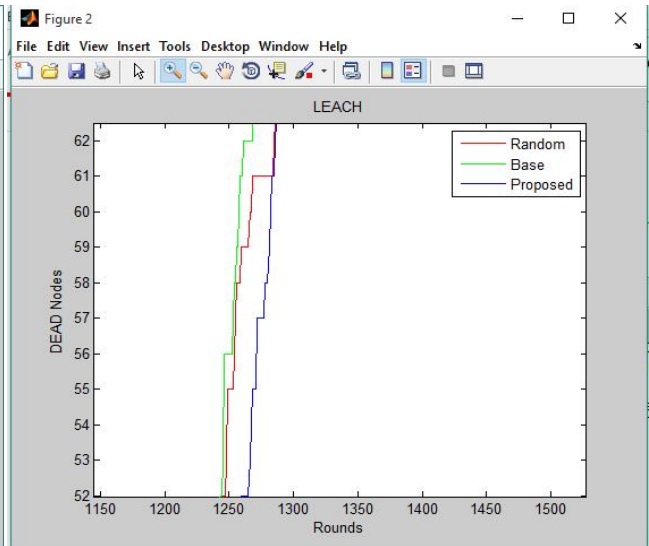 Figure 2
File Edit View Insert Tools Desktop Window Help
LEACH
Random
Base
Proposed
DEAD Nodes
62
61
60
59
58
57
56
55
54
53
52
1150 1200 1250 1300 1350 1400 1450 1500
Rounds